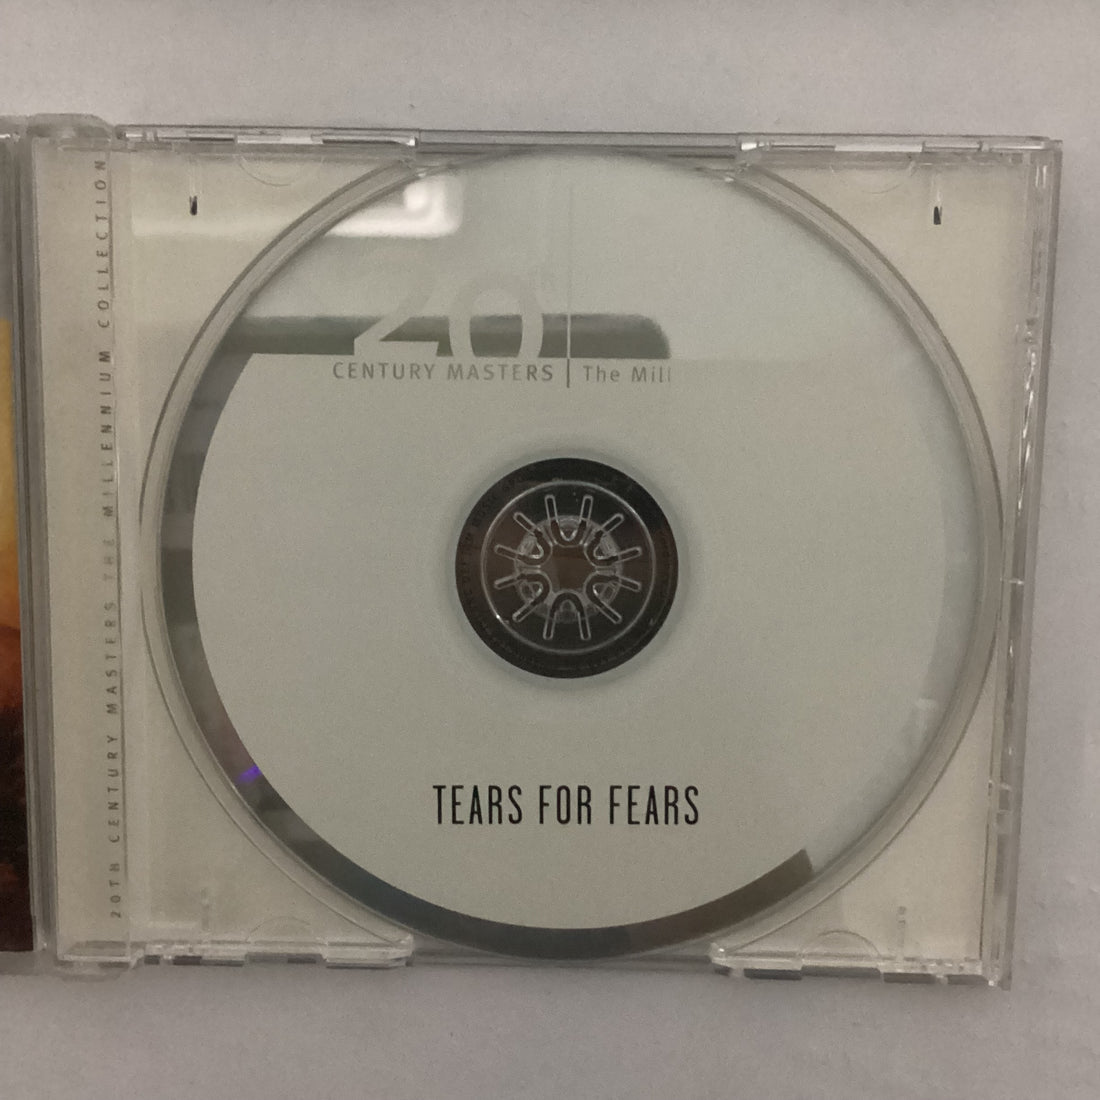 20TH CENTURY MASTERS THE MILLENNIUM COLLECTION
20
CENTURY MASTERS | The Mill
TEARS FOR FEARS